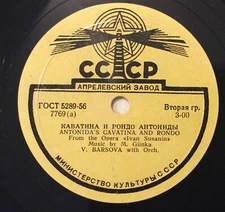 СССР
АПРЕЛЕВСКИЙ ЗАВОД
ГОСТ 5289-56
Вторая гр.
7769 (а)
3-00
КАВАТИНА И РОНДО АНТОНИДЫ
ANTONIDA'S CAVATINA AND RONDO
From the Opera «Ivan Susanin»
Music by M. Glinka
V. BARSOVA with Orch.
МИНИСТЕРСТВО КУЛЬТУРЫ СССР